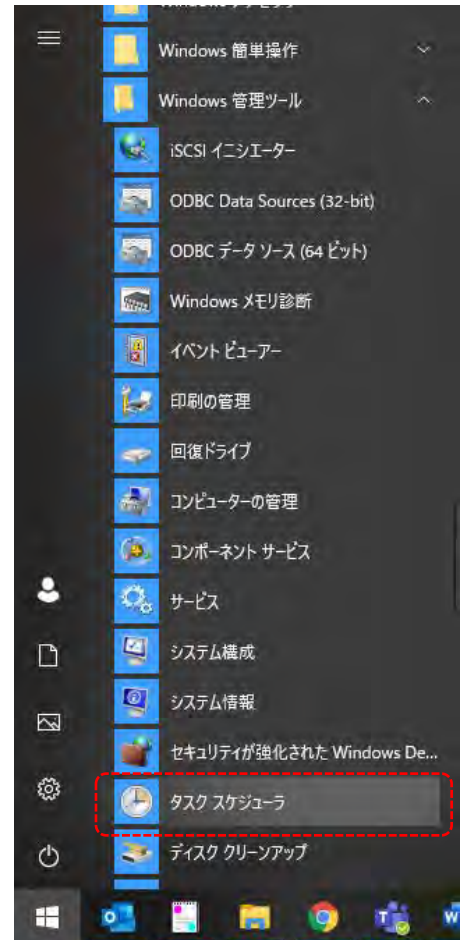 Windows 簡単操作
Windows 管理ツール
iSCSI イニシエーター
ODBC Data Sources (32-bit)
ODBC データ ソース (64 ビット)
Windows メモリ診断
イベント ビューアー
印刷の管理
回復ドライブ
コンピューターの管理
コンポーネント サービス
サービス
システム構成
システム情報
セキュリティが強化された Windows De...
タスク スケジューラ
ディスク クリーンアップ